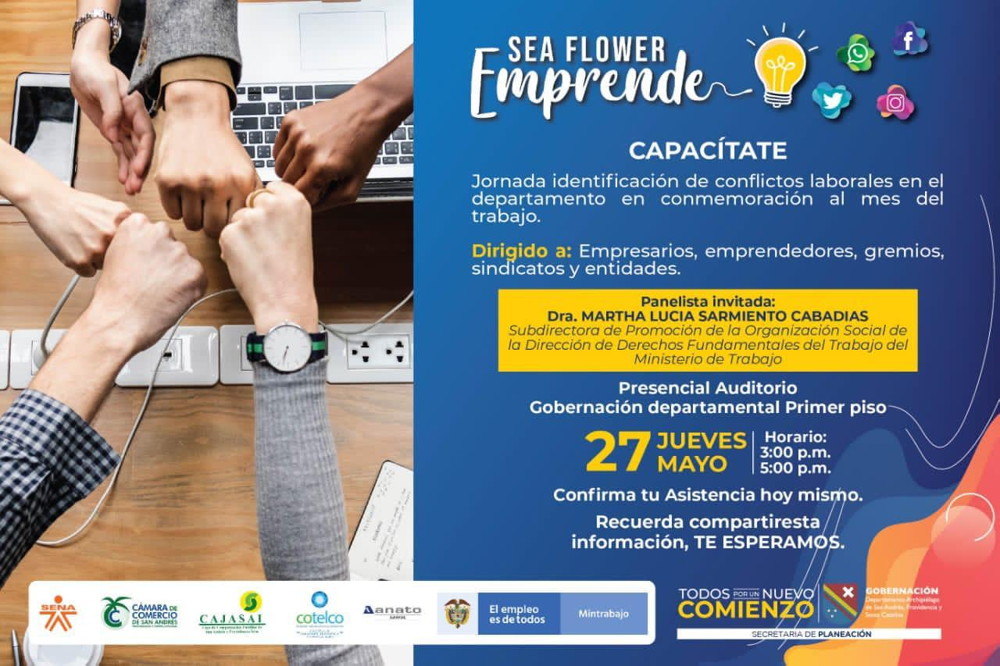 SEA FLOWER
Emprende
CAPACÍTATE
Jornada identificación de conflictos laborales en el
departamento en conmemoración al mes del
trabajo.
Dirigido a: Empresarios, emprendedores, gremios,
sindicatos y entidades.
Panelista invitada:
Dra. MARTHA LUCIA SARMIENTO CABADIAS
Subdirectora de Promoción de la Organización Social de
la Dirección de Derechos Fundamentales del Trabajo del
Ministerio de Trabajo
Presencial Auditorio
Gobernación departamental Primer piso
27 JUEVES
MAYO
Horario:
3:00 p.m.
5:00 p.m.
Confirma tu Asistencia hoy mismo.
Recuerda compartiresta
información, TE ESPERAMOS.
SENA
CÁMARA DE
COMERCIO
DE SAN ANDRÉS
CAJASAI
cotelco
anato
CARIBE
El empleo
es de todos
Mintrabajo
TODOS POR UN NUEVO
COMIENZO
GOBERNACIÓN
Departamento Archipiélago
de San Andrés, Providencia y
Santa Catalina
SECRETARIA DE PLANEACIÓN